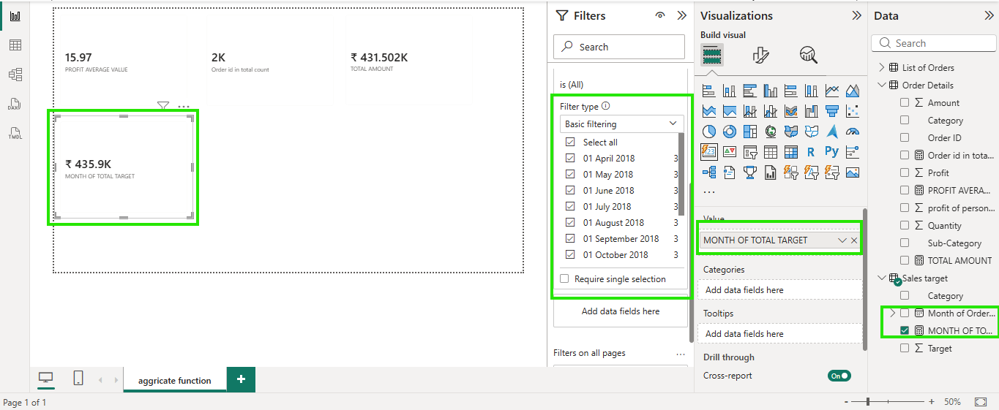 15.97
PROFIT AVERAGE VALUE
2K
Order id in total count
₹ 431.502K
TOTAL AMOUNT
₹ 435.9K
MONTH OF TOTAL TARGET
DAX
TMDL
aggricate function
+
Page 1 of 1
Filters
Search
is (All)
Filter type
Basic filtering
Select all
01 April 2018 3
01 May 2018 3
01 June 2018 3
01 July 2018 3
01 August 2018 3
01 September 2018 3
01 October 2018 3
Require single selection
Add data fields here
Filters on all pages ...
Visualizations
Build visual
123
R
Py
...
Value
MONTH OF TOTAL TARGET
Categories
Add data fields here
Tooltips
Add data fields here
Drill through
Cross-report
On
Data
Search
List of Orders
Order Details
Σ Amount
Category
Order ID
Order id in tota...
Σ Profit
PROFIT AVERA...
Σ profit of person...
Σ Quantity
Sub-Category
TOTAL AMOUNT
Sales target
Category
Month of Order...
MONTH OF TO...
Σ Target
- + 50%